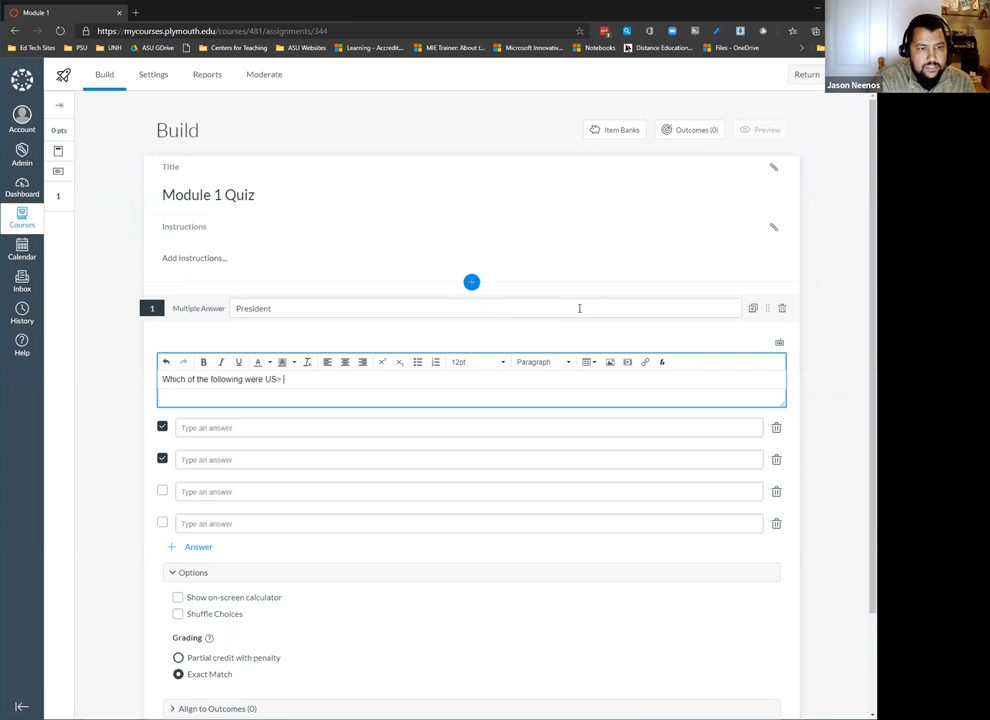 Module 1
https://mycourses.plymouth.edu/courses/481/assignments/344
Ed Tech Sites
PSU
UNH
ASU GDrive
Centers for Teaching
ASU Websites
Learning - Accredit...
MIE Trainer: About t...
Microsoft Innovativ...
Notebooks
Distance Education...
Files - OneDrive
Jason Neenos
Build
Settings
Reports
Moderate
Return
Account
Admin
Dashboard
Courses
Calendar
Inbox
History
Help
0 pts
1
Build
Item Banks
Outcomes (0)
Preview
Title
Module 1 Quiz
Instructions
Add Instructions...
1
Multiple Answer
President
B
I
U
A
A
12pt
Paragraph
Which of the following were US>
Type an answer
Type an answer
Type an answer
Type an answer
+ Answer
Options
Show on-screen calculator
Shuffle Choices
Grading
Partial credit with penalty
Exact Match
Align to Outcomes (0)